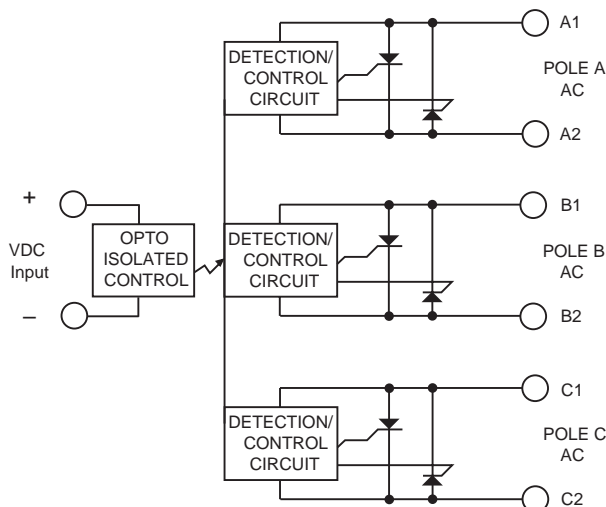 A1
DETECTION/
CONTROL
CIRCUIT
POLE A
AC
A2
+
VDC
Input
–
OPTO
ISOLATED
CONTROL
B1
DETECTION/
CONTROL
CIRCUIT
POLE B
AC
B2
C1
DETECTION/
CONTROL
CIRCUIT
POLE C
AC
C2